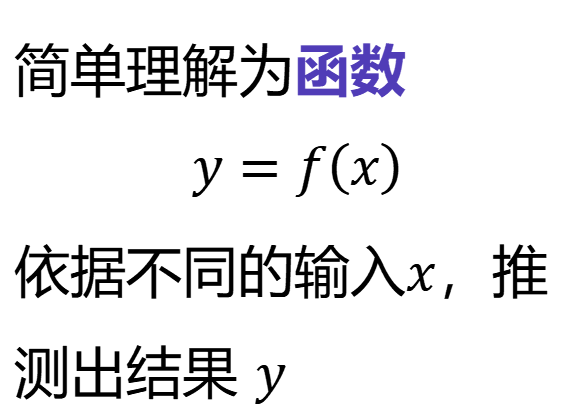 简单理解为函数
y = f(x)
依据不同的输入x，推
测出结果 y